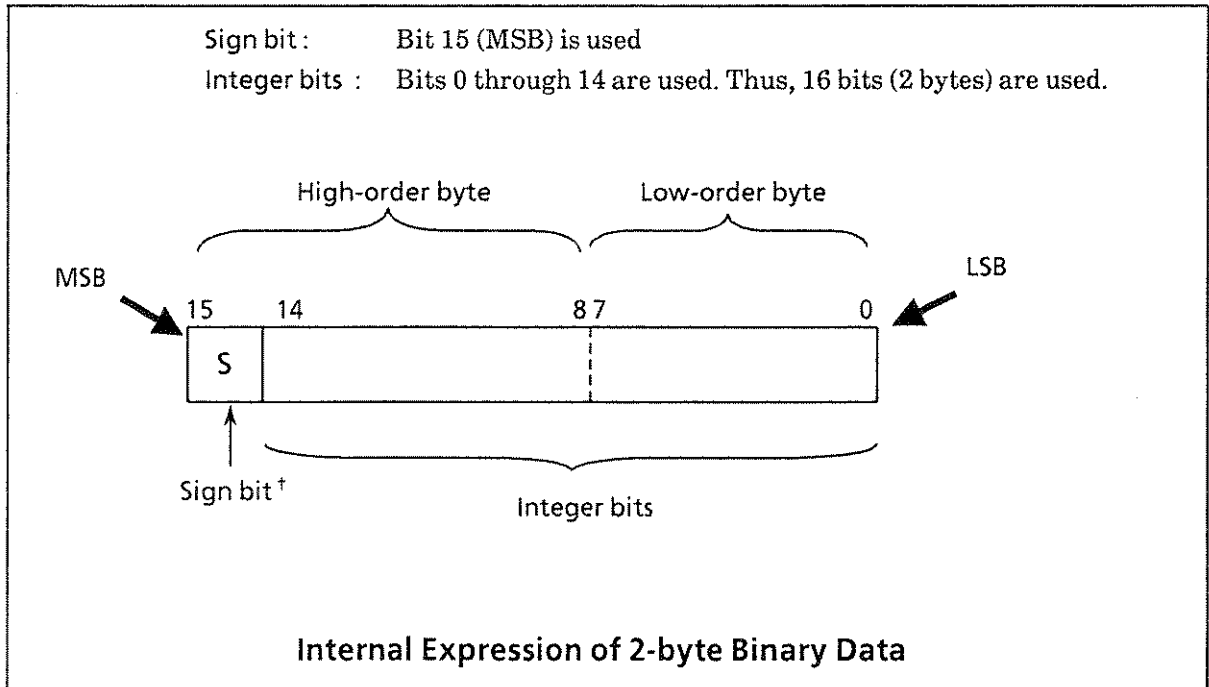 Sign bit : Bit 15 (MSB) is used
Integer bits : Bits 0 through 14 are used. Thus, 16 bits (2 bytes) are used.
High-order byte Low-order byte
MSB LSB
15 14 8 7 0
S
Sign bit †
Integer bits
Internal Expression of 2-byte Binary Data